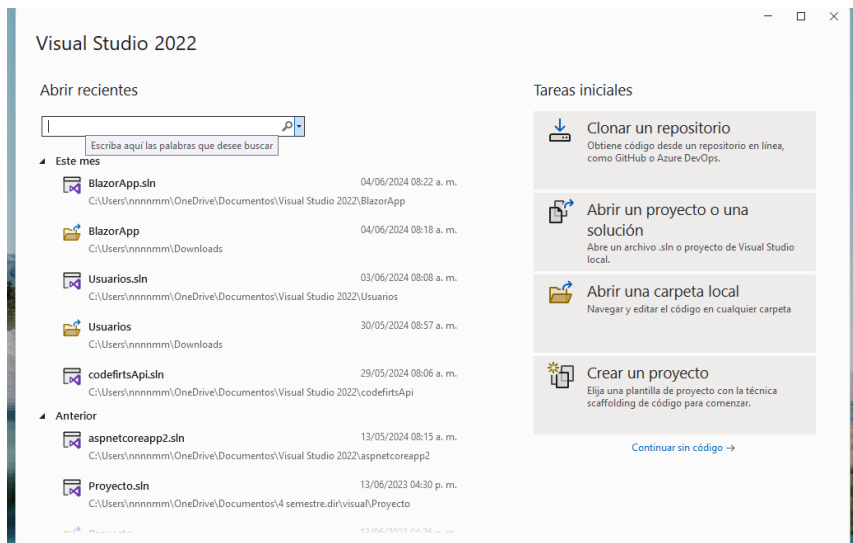 Visual Studio 2022
Abrir recientes
Escriba aquí las palabras que desee buscar
Este mes
BlazorApp.sln 04/06/2024 08:22 a. m.
C:\Users\nnnnmm\OneDrive\Documentos\Visual Studio 2022\BlazorApp
BlazorApp 04/06/2024 08:18 a. m.
C:\Users\nnnnmm\Downloads
Usuarios.sln 03/06/2024 08:08 a. m.
C:\Users\nnnnmm\OneDrive\Documentos\Visual Studio 2022\Usuarios
Usuarios 30/05/2024 08:57 a. m.
C:\Users\nnnnmm\Downloads
codefirtsApi.sln 29/05/2024 08:06 a. m.
C:\Users\nnnnmm\OneDrive\Documentos\Visual Studio 2022\codefirtsApi
Anterior
aspnetcoreapp2.sln 13/05/2024 08:15 a. m.
C:\Users\nnnnmm\OneDrive\Documentos\Visual Studio 2022\aspnetcoreapp2
Proyecto.sln 13/06/2023 04:30 p. m.
C:\Users\nnnnmm\OneDrive\Documentos\4 semestre.dir\visual\Proyecto
Tareas iniciales
Clonar un repositorio
Obtiene código desde un repositorio en línea,
como GitHub o Azure DevOps.
Abrir un proyecto o una
solución
Abre un archivo .sln o proyecto de Visual Studio
local.
Abrir una carpeta local
Navegar y editar el código en cualquier carpeta
Crear un proyecto
Elija una plantilla de proyecto con la técnica
scaffolding de código para comenzar.
Continuar sin código →